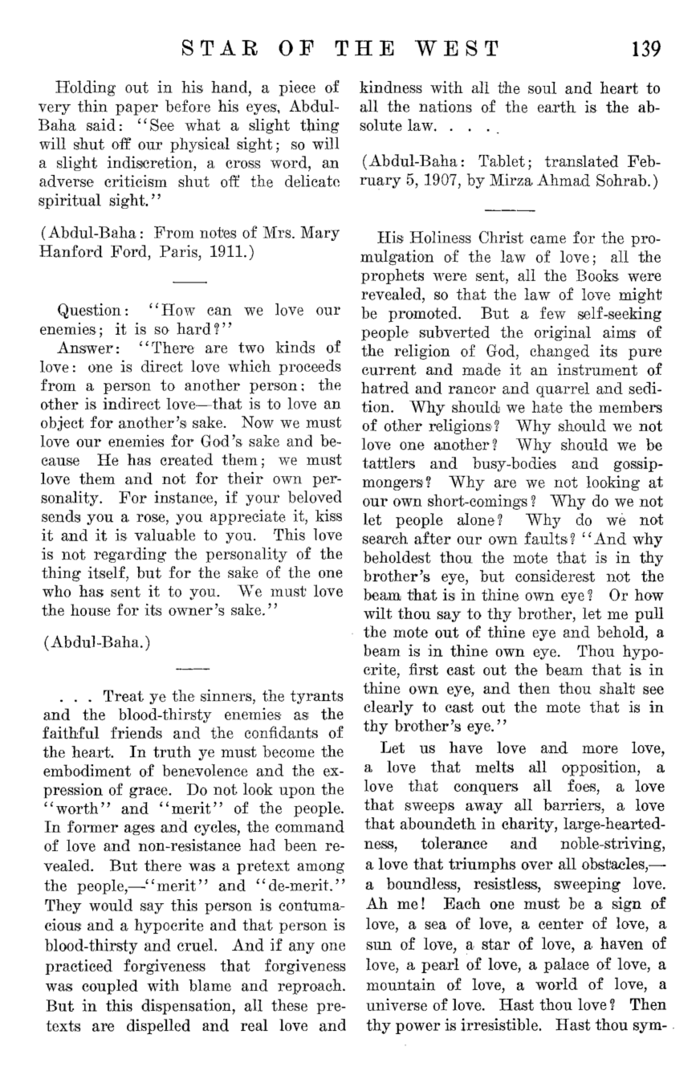 STAR OF THE WEST 139
Holding out in his hand, a piece of
very thin paper before his eyes, Abdul-
Baha said: "See what a slight thing
will shut off our physical sight; so will
a slight indiscretion, a cross word, an
adverse criticism shut off the delicate
spiritual sight."
(Abdul-Baha: From notes of Mrs. Mary
Hanford Ford, Paris, 1911.)
Question: "How can we love our
enemies; it is so hard?"
Answer: "There are two kinds of
love: one is direct love which proceeds
from a person to another person; the
other is indirect love—that is to love an
object for another's sake. Now we must
love our enemies for God's sake and be-
cause He has created them; we must
love them and not for their own per-
sonality. For instance, if your beloved
sends you a rose, you appreciate it, kiss
it and it is valuable to you. This love
is not regarding the personality of the
thing itself, but for the sake of the one
who has sent it to you. We must love
the house for its owner's sake."
(Abdul-Baha.)
. . . Treat ye the sinners, the tyrants
and the blood-thirsty enemies as the
faithful friends and the confidants of
the heart. In truth ye must become the
embodiment of benevolence and the ex-
pression of grace. Do not look upon the
"worth" and "merit" of the people.
In former ages and cycles, the command
of love and non-resistance had been re-
vealed. But there was a pretext among
the people,—"merit" and "de-merit."
They would say this person is contuma-
cious and a hypocrite and that person is
blood-thirsty and cruel. And if any one
practiced forgiveness that forgiveness
was coupled with blame and reproach.
But in this dispensation, all these pre-
texts are dispelled and real love and
kindness with all the soul and heart to
all the nations of the earth is the ab-
solute law. . . . .
(Abdul-Baha: Tablet; translated Feb-
ruary 5, 1907, by Mirza Ahmad Sohrab.)
His Holiness Christ came for the pro-
mulgation of the law of love; all the
prophets were sent, all the Books were
revealed, so that the law of love might
be promoted. But a few self-seeking
people subverted the original aims of
the religion of God, changed its pure
current and made it an instrument of
hatred and rancor and quarrel and sedi-
tion. Why should we hate the members
of other religions? Why should we not
love one another? Why should we be
tattlers and busy-bodies and gossip-
mongers? Why are we not looking at
our own short-comings? Why do we not
let people alone? Why do we not
search after our own faults? "And why
beholdest thou the mote that is in thy
brother's eye, but considerest not the
beam that is in thine own eye? Or how
wilt thou say to thy brother, let me pull
the mote out of thine eye and behold, a
beam is in thine own eye. Thou hypo-
crite, first cast out the beam that is in
thine own eye, and then thou shalt see
clearly to cast out the mote that is in
thy brother's eye."
Let us have love and more love,
a love that melts all opposition, a
love that conquers all foes, a love
that sweeps away all barriers, a love
that aboundeth in charity, large-hearted-
ness, tolerance and noble-striving,
a love that triumphs over all obstacles,—
a boundless, resistless, sweeping love.
Ah me! Each one must be a sign of
love, a sea of love, a center of love, a
sun of love, a star of love, a haven of
love, a pearl of love, a palace of love, a
mountain of love, a world of love, a
universe of love. Hast thou love? Then
thy power is irresistible. Hast thou sym-